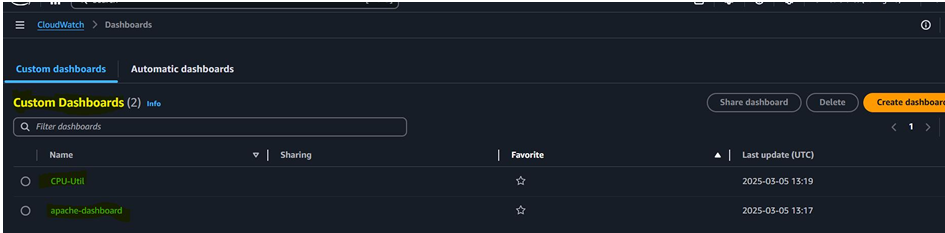 CloudWatch > Dashboards
Custom dashboards Automatic dashboards
Custom Dashboards (2) Info
Share dashboard Delete Create dashboard
Filter dashboards
< 1 >
Name Sharing Favorite Last update (UTC)
CPU-Util 2025-03-05 13:19
apache-dashboard 2025-03-05 13:17